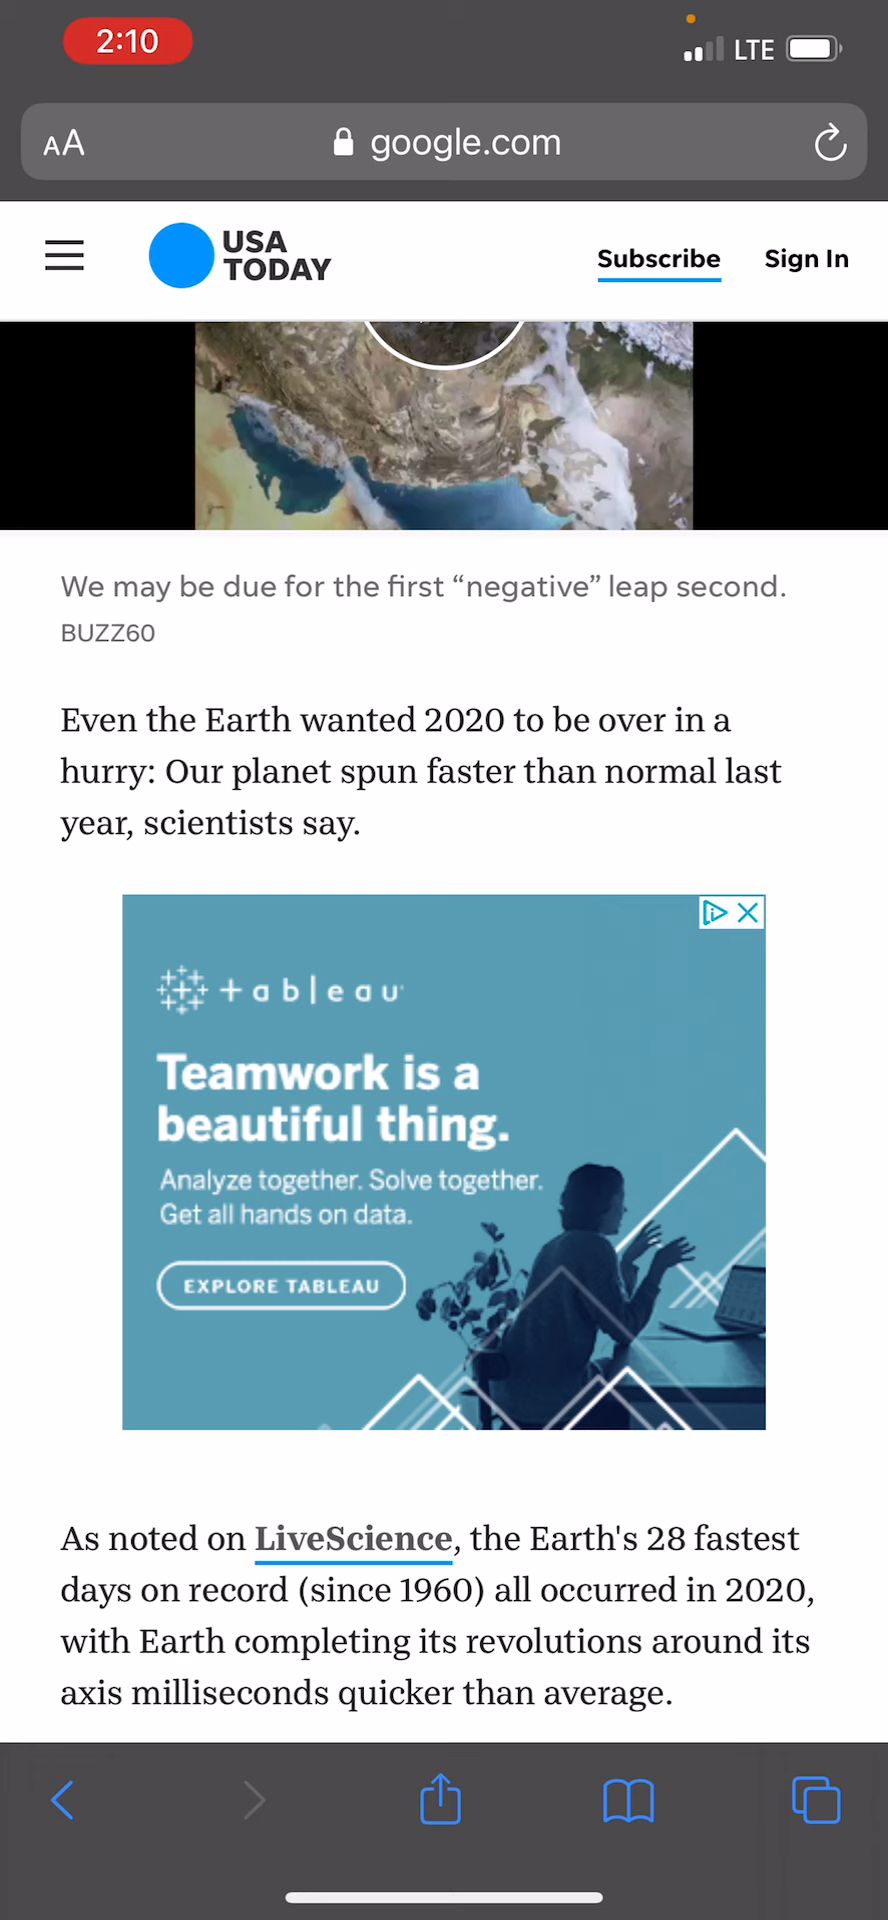 2:10
LTE
AA
google.com
USA
TODAY
Subscribe
Sign In
We may be due for the first “negative” leap second.
BUZZ60
Even the Earth wanted 2020 to be over in a
hurry: Our planet spun faster than normal last
year, scientists say.
+ableau
Teamwork is a
beautiful thing.
Analyze together. Solve together.
Get all hands on data.
EXPLORE TABLEAU
As noted on LiveScience, the Earth's 28 fastest
days on record (since 1960) all occurred in 2020,
with Earth completing its revolutions around its
axis milliseconds quicker than average.